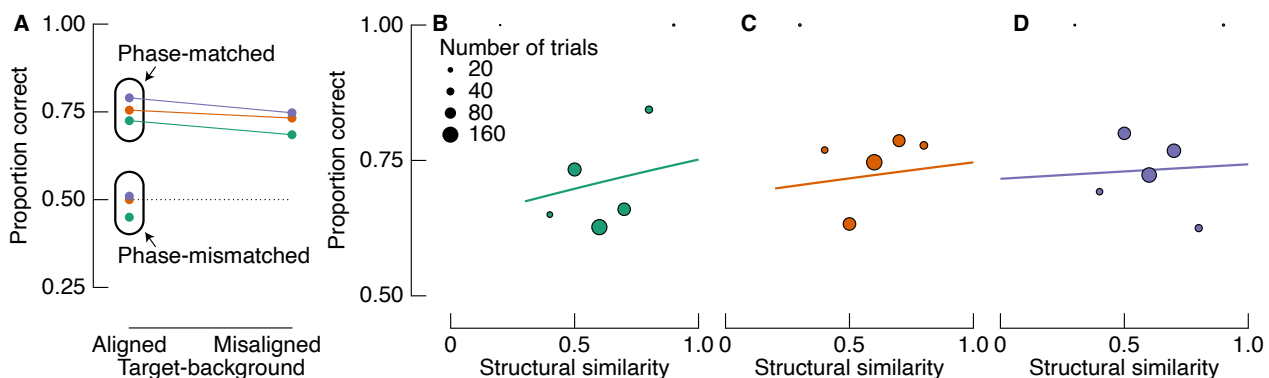 A
1.00
0.75
0.50
0.25
Proportion correct
Phase-matched
Phase-mismatched
Aligned
Misaligned
Target-background
B
Number of trials
20
40
80
160
1.00
0.75
0.50
Proportion correct
0
0.5
1.0
Structural similarity
C
0
0.5
1.0
Structural similarity
D
0
0.5
1.0
Structural similarity